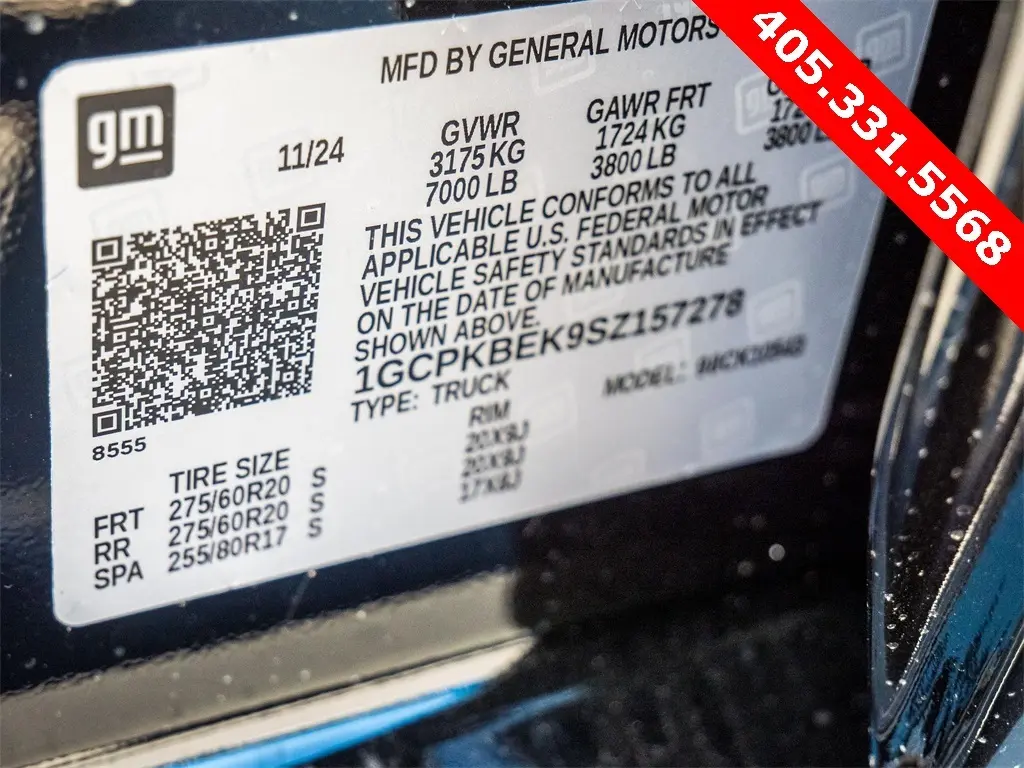 405.331.5568
MFD BY GENERAL MOTORS
gm
11/24
GVWR
3175 KG
7000 LB
GAWR FRT
1724 KG
3800 LB
3800
THIS VEHICLE CONFORMS TO ALL
APPLICABLE U.S. FEDERAL MOTOR
VEHICLE SAFETY STANDARDS IN EFFECT
ON THE DATE OF MANUFACTURE
SHOWN ABOVE.
1GCPKBEK9SZ157278
TYPE: TRUCK
MODEL:
8555
TIRE SIZE RIM
FRT 275/60R20 S 20X9J
RR 275/60R20 S 20X9J
SPA 255/80R17 S 17X8J